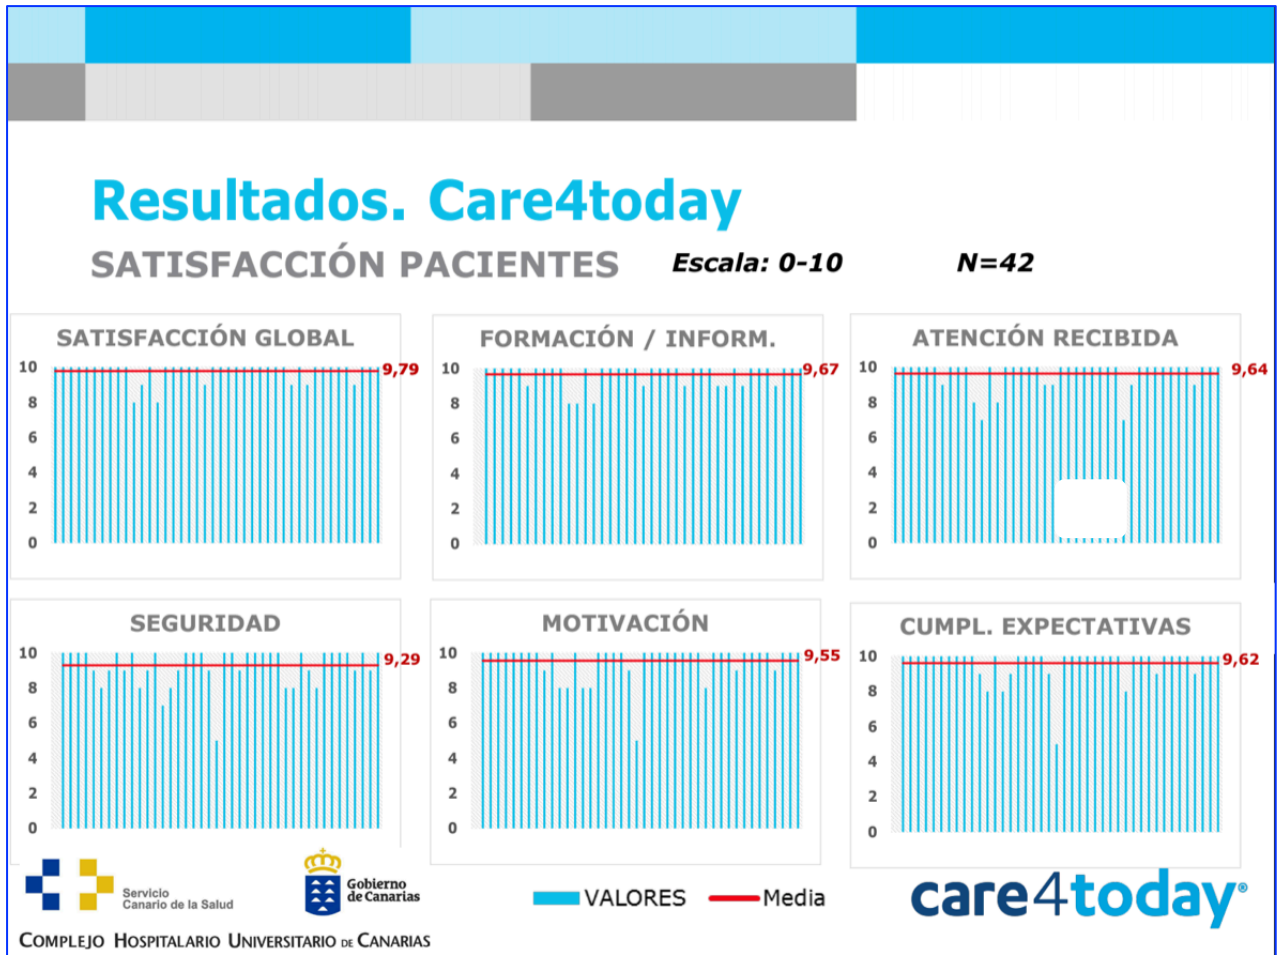 Resultados. Care4today
SATISFACCIÓN PACIENTES Escala: 0-10 N=42
SATISFACCIÓN GLOBAL
10
8
6
4
2
0
9,79
FORMACIÓN / INFORM.
10
8
6
4
2
0
9,67
ATENCIÓN RECIBIDA
10
8
6
4
2
0
9,64
SEGURIDAD
10
8
6
4
2
0
9,29
MOTIVACIÓN
10
8
6
4
2
0
9,55
CUMPL. EXPECTATIVAS
10
8
6
4
2
0
9,62
Servicio
Canario de la Salud
Gobierno
de Canarias
VALORES Media
care4today®
COMPLEJO HOSPITALARIO UNIVERSITARIO DE CANARIAS